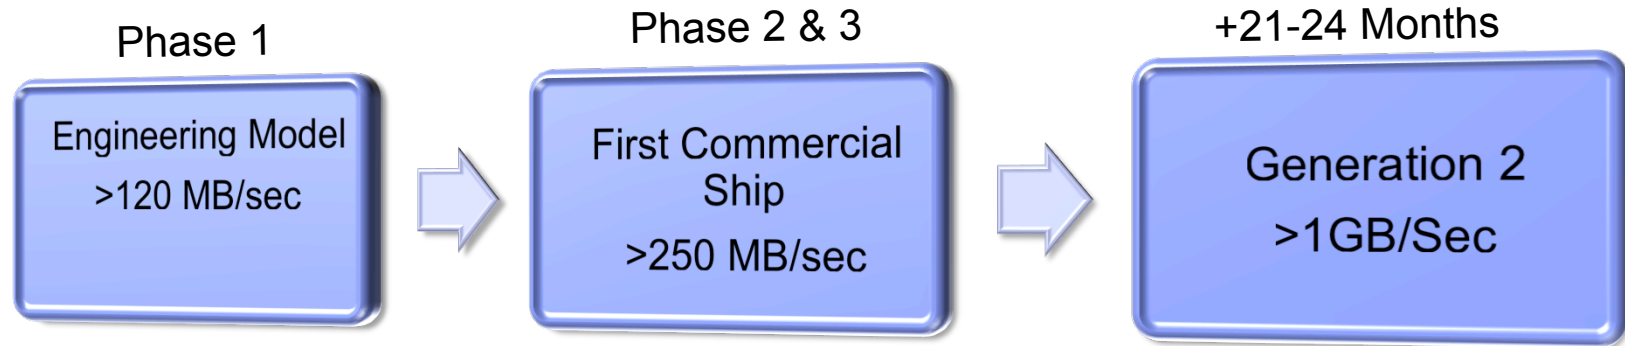 Phase 1
Engineering Model
>120 MB/sec
Phase 2 & 3
First Commercial
Ship
>250 MB/sec
+21-24 Months
Generation 2
>1GB/Sec